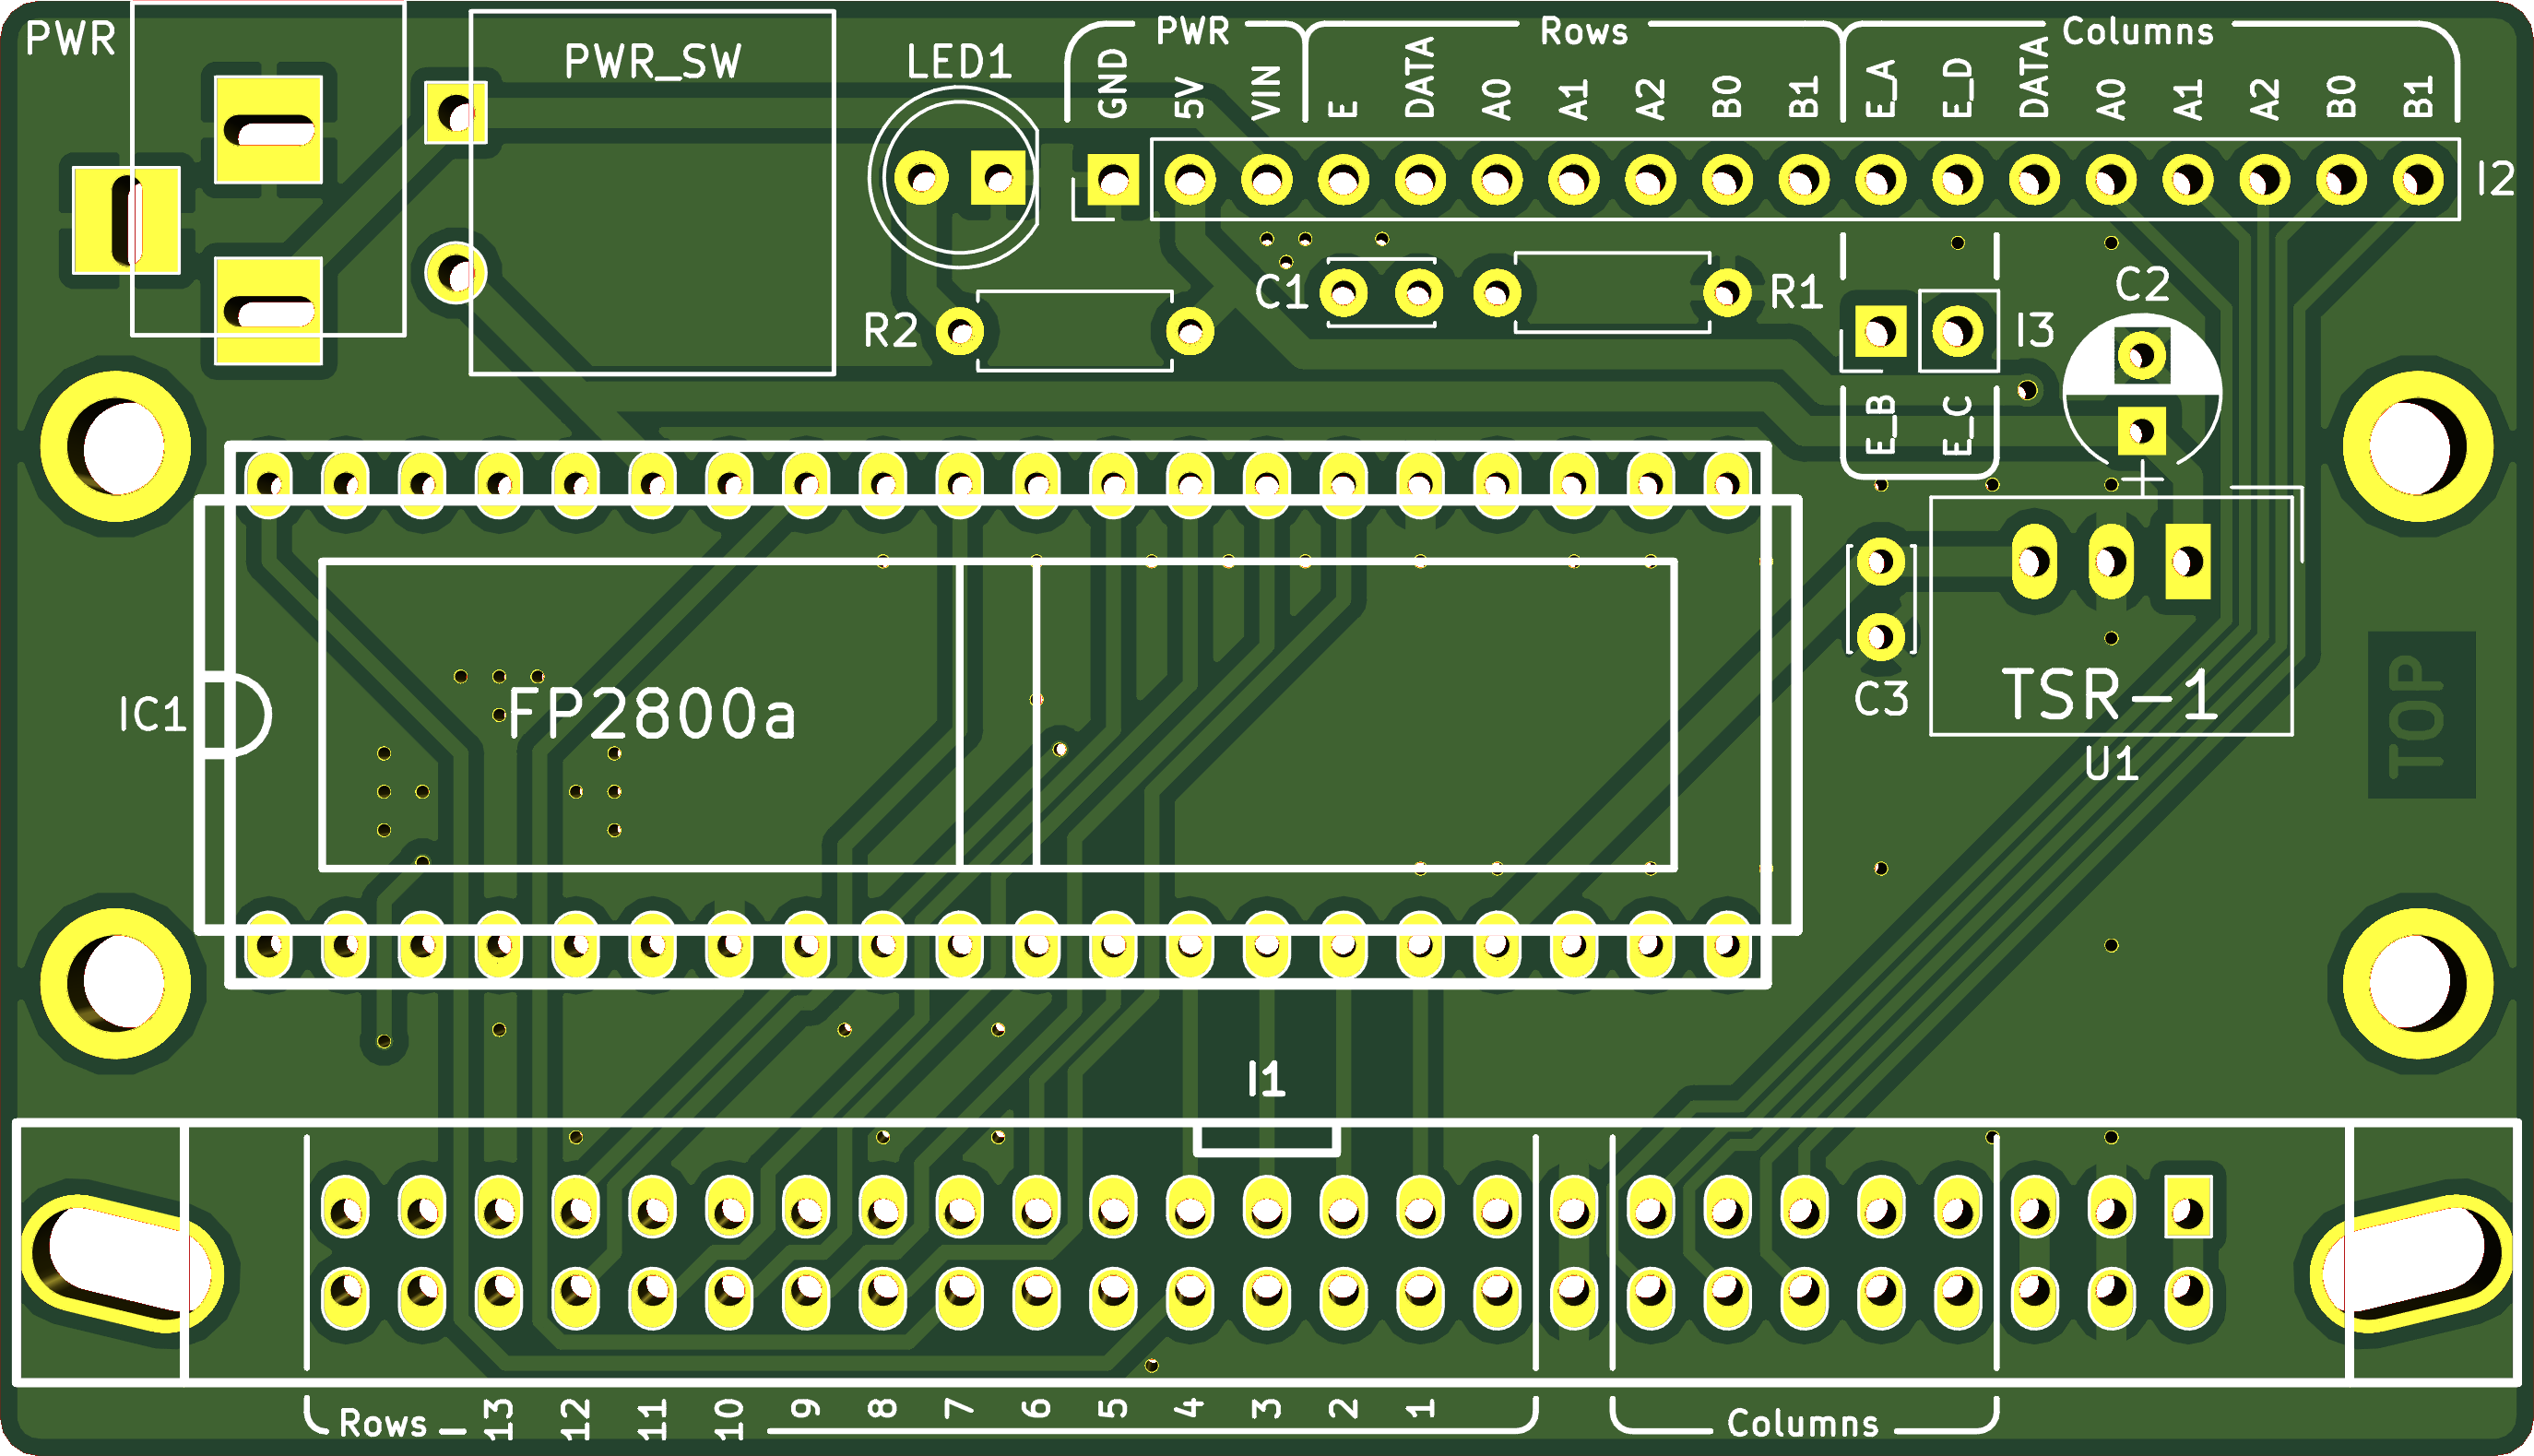 PWR
PWR_SW
LED1
PWR
Rows
Columns
GND
5V
VIN
E
DATA
A0
A1
A2
B0
B1
E_A
E_D
DATA
A0
A1
A2
B0
B1
I2
C1
R1
R2
I3
C2
E_B
E_C
+
IC1
FP2800a
C3
TSR-1
U1
TOP
I1
Rows
13
12
11
10
9
8
7
6
5
4
3
2
1
Columns